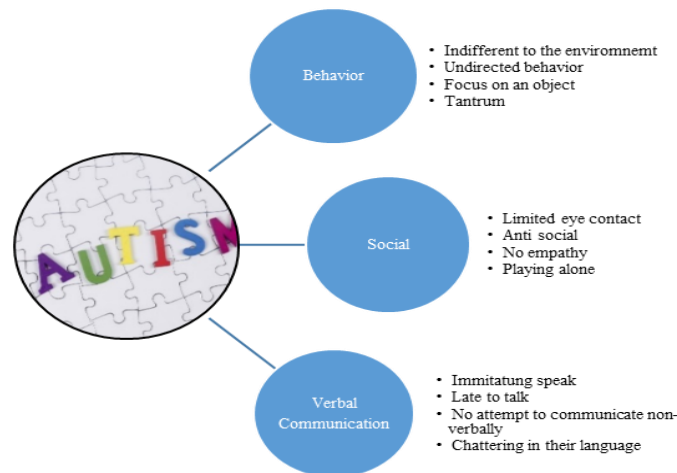 Behavior
• Indifferent to the enviromnemt
• Undirected behavior
• Focus on an object
• Tantrum
AUTISM
Social
• Limited eye contact
• Anti social
• No empathy
• Playing alone
Verbal
Communication
• Immitatung speak
• Late to talk
• No attempt to communicate non-
verbally
• Chattering in their language